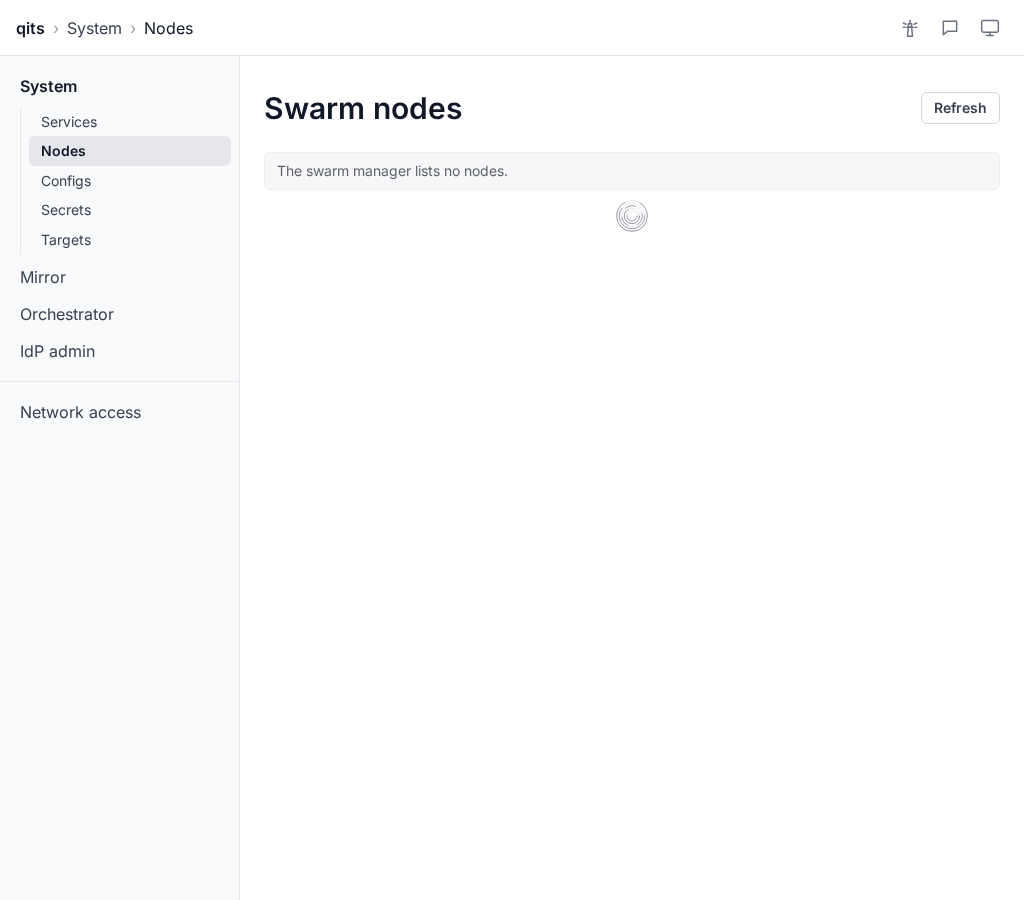 qits › System › Nodes
System
Services
Nodes
Configs
Secrets
Targets
Mirror
Orchestrator
IdP admin
Network access
Swarm nodes
Refresh
The swarm manager lists no nodes.